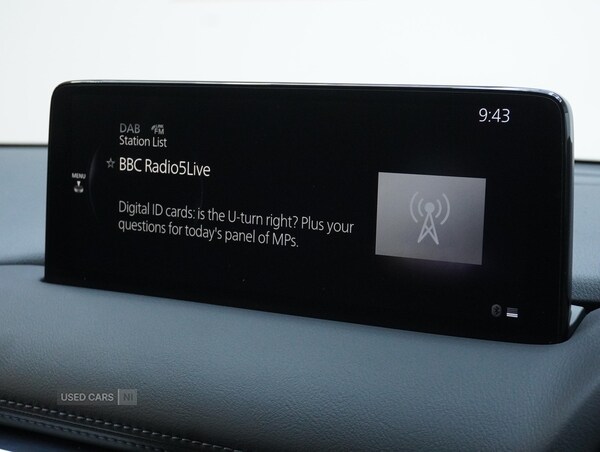 9:43
DAB FM
Station List
MENU
☆ BBC Radio5Live
Digital ID cards: is the U-turn right? Plus your
questions for today's panel of MPs.
USED CARS NI